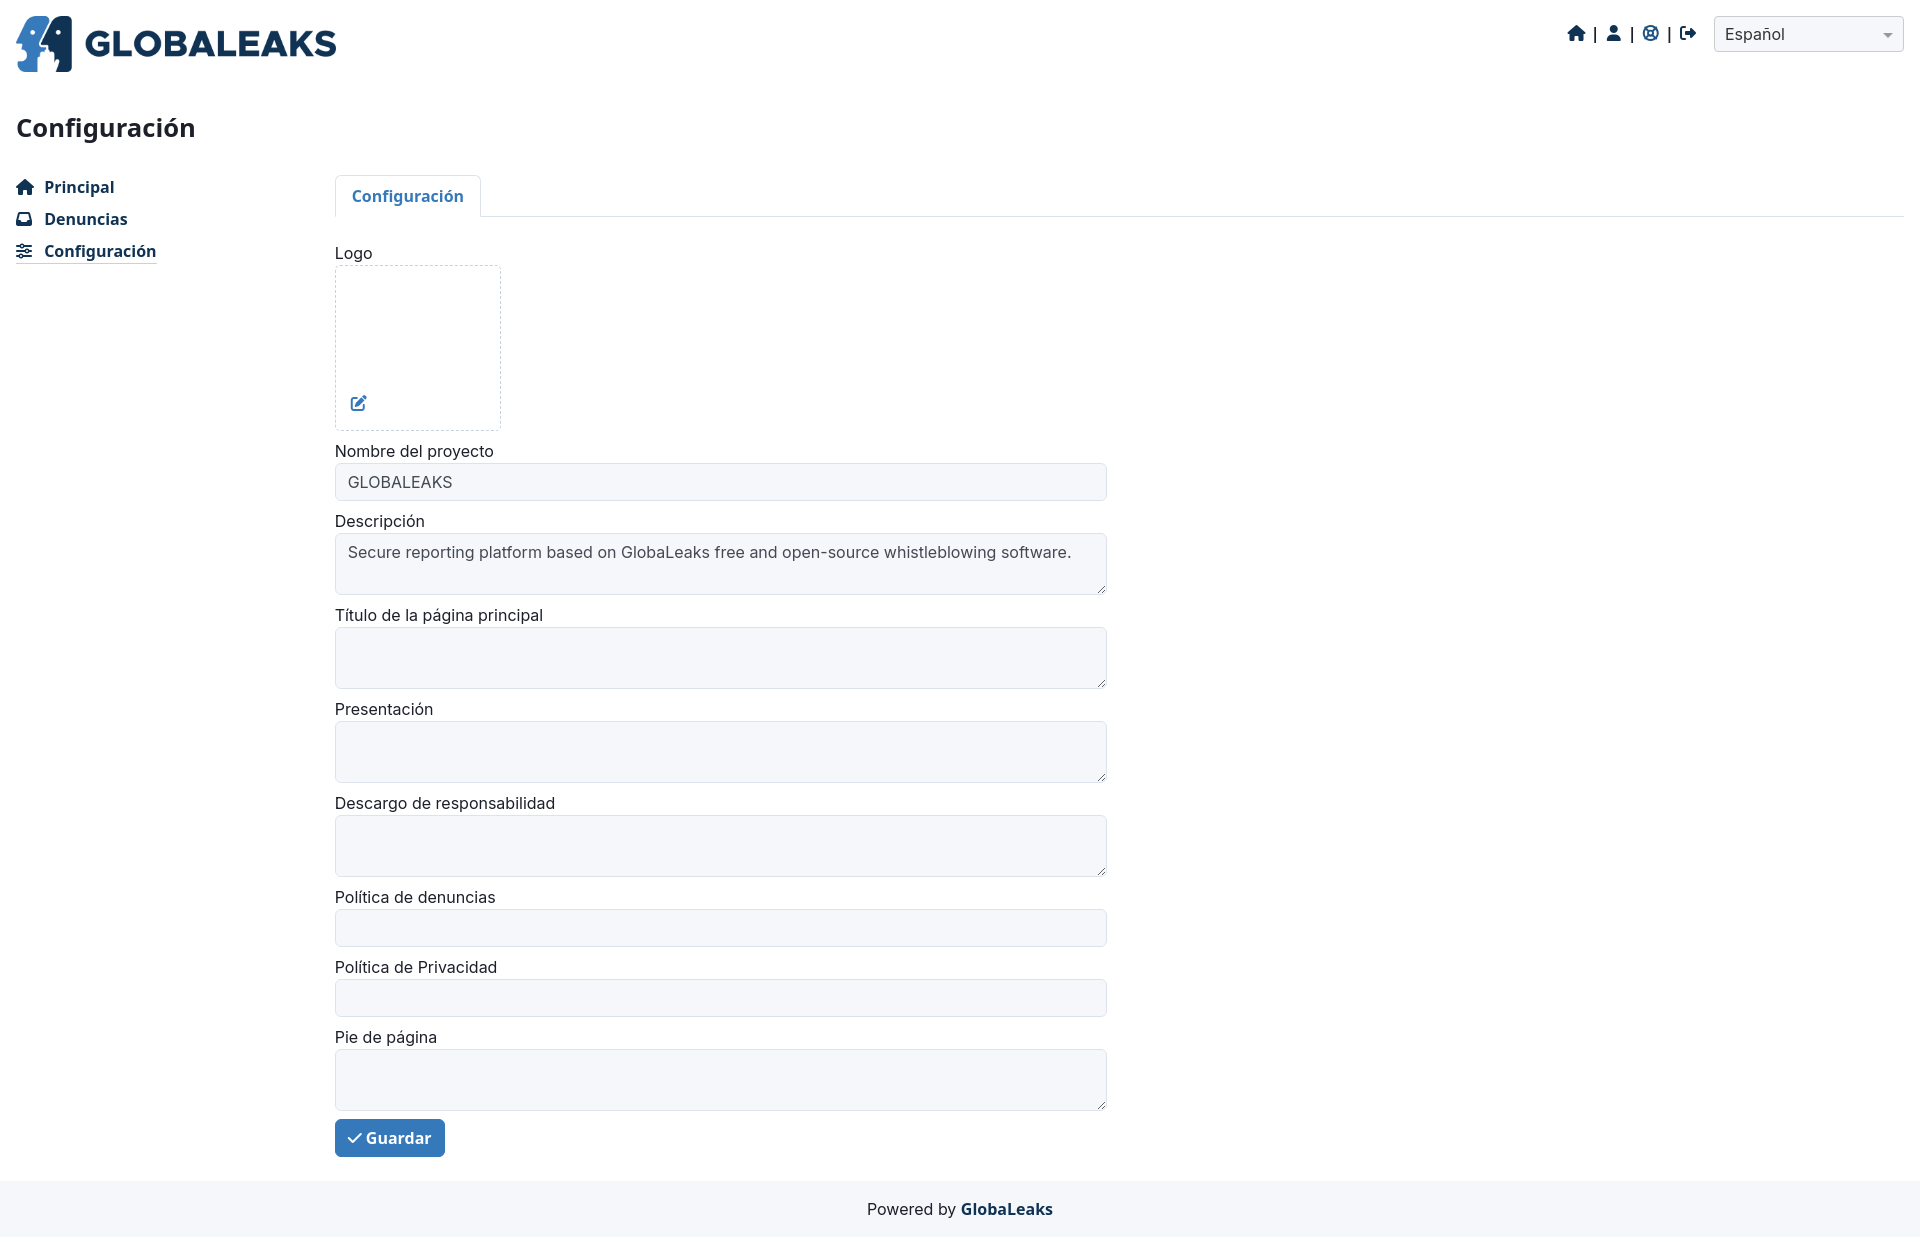 GLOBALEAKS
| | |
Español
Configuración
Principal
Denuncias
Configuración
Configuración
Logo
Nombre del proyecto
GLOBALEAKS
Descripción
Secure reporting platform based on GlobaLeaks free and open-source whistleblowing software.
Título de la página principal
Presentación
Descargo de responsabilidad
Política de denuncias
Política de Privacidad
Pie de página
Guardar
Powered by GlobaLeaks